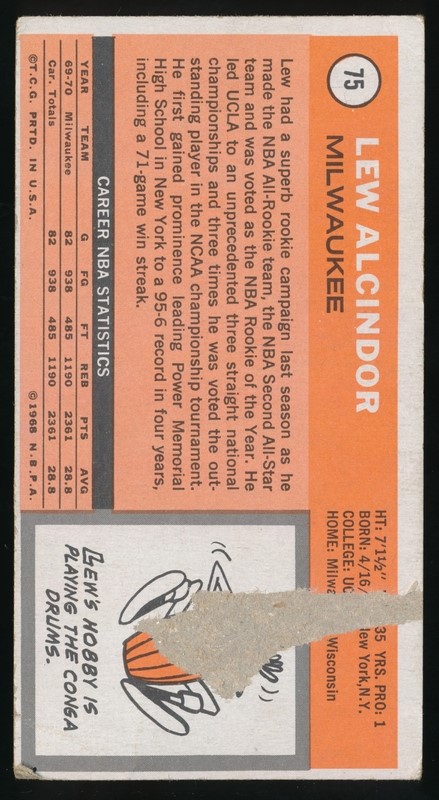 75
LEW ALCINDOR
MILWAUKEE
HT: 7'1½" 35 YRS. PRO: 1
BORN: 4/16/ New York, N.Y.
COLLEGE: UC
HOME: Wisconsin
Lew had a superb rookie campaign last season as he
made the NBA All-Rookie team, the NBA Second All-Star
team and was voted as the NBA Rookie of the Year. He
led UCLA to an unprecedented three straight national
championships and three times he was voted the out-
standing player in the NCAA championship tournament.
He first gained prominence leading Power Memorial
High School in New York to a 95-6 record in four years,
including a 71-game win streak.
CAREER NBA STATISTICS
YEAR TEAM G FG FT REB PTS AVG
69-70 Milwaukee 82 938 485 1190 2361 28.8
Car. Totals 82 938 485 1190 2361 28.8
©T.C.G. PRTD. IN U.S.A. ©1968 N.B.P.A.
LEW'S HOBBY IS
PLAYING THE CONGA
DRUMS.